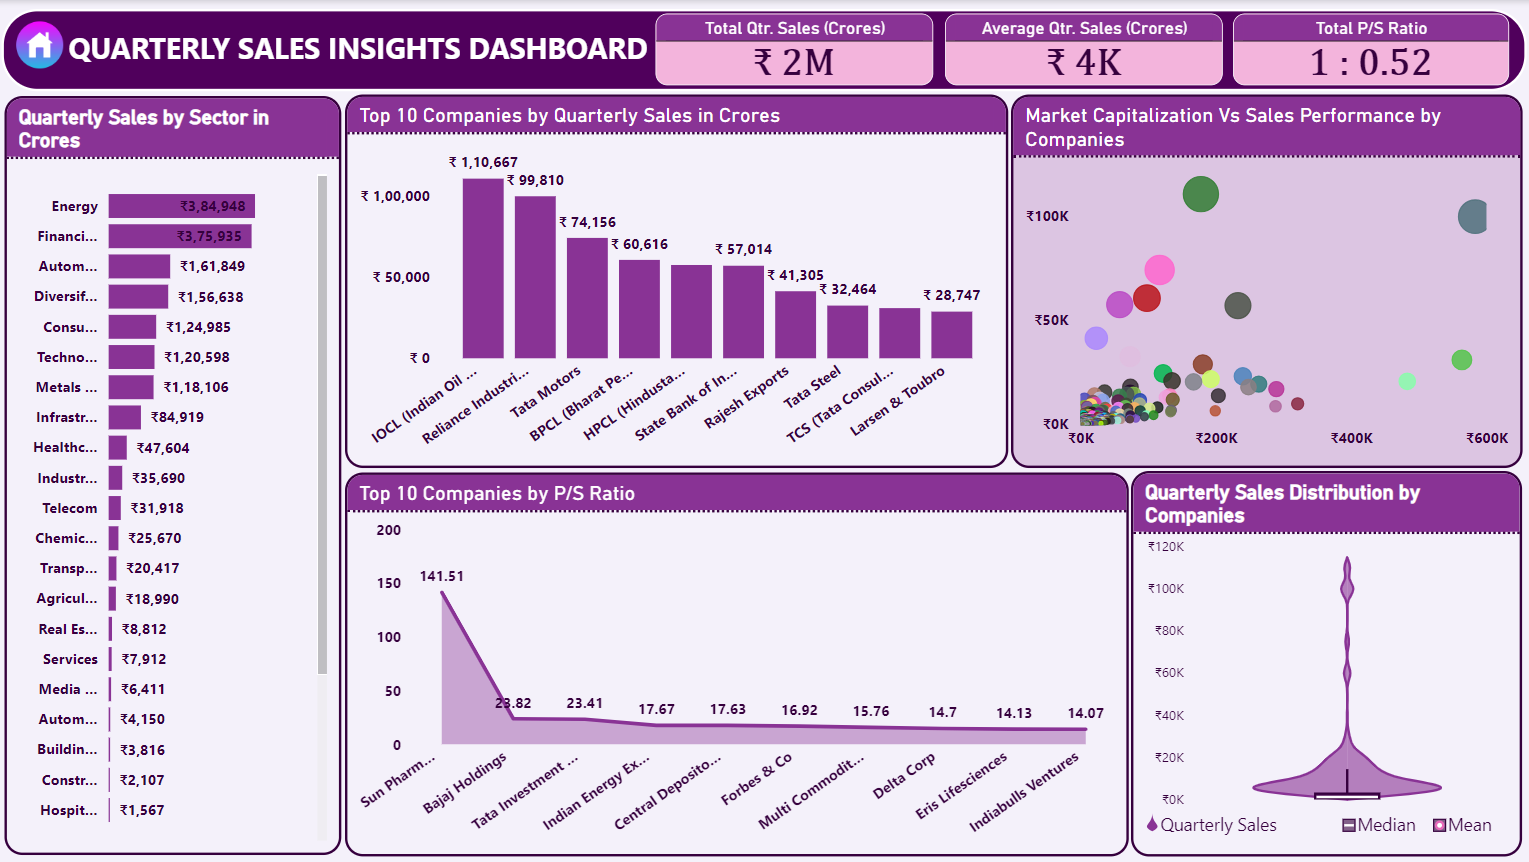 QUARTERLY SALES INSIGHTS DASHBOARD
Total Qtr. Sales (Crores)
₹ 2M
Average Qtr. Sales (Crores)
₹ 4K
Total P/S Ratio
1 : 0.52
Quarterly Sales by Sector in
Crores
Energy ₹3,84,948
Financi... ₹3,75,935
Autom... ₹1,61,849
Diversif... ₹1,56,638
Consu... ₹1,24,985
Techno... ₹1,20,598
Metals ... ₹1,18,106
Infrastr... ₹84,919
Healthc... ₹47,604
Industr... ₹35,690
Telecom ₹31,918
Chemic... ₹25,670
Transp... ₹20,417
Agricul... ₹18,990
Real Es... ₹8,812
Services ₹7,912
Media ... ₹6,411
Autom... ₹4,150
Buildin... ₹3,816
Constr... ₹2,107
Hospit... ₹1,567
Top 10 Companies by Quarterly Sales in Crores
₹ 1,00,000
₹ 50,000
₹ 0
₹ 1,10,667
₹ 99,810
₹ 74,156
₹ 60,616
₹ 57,014
₹ 41,305
₹ 32,464
₹ 28,747
IOCL (Indian Oil ...
Reliance Industri...
Tata Motors
BPCL (Bharat Pe...
HPCL (Hindusta...
State Bank of In...
Rajesh Exports
Tata Steel
TCS (Tata Consul...
Larsen & Toubro
Market Capitalization Vs Sales Performance by
Companies
₹100K
₹50K
₹0K
₹0K ₹200K ₹400K ₹600K
Top 10 Companies by P/S Ratio
200
150
100
50
0
141.51
23.82
23.41
17.67
17.63
16.92
15.76
14.7
14.13
14.07
Sun Pharm...
Bajaj Holdings
Tata Investment ...
Indian Energy Ex...
Central Deposito...
Forbes & Co
Multi Commodit...
Delta Corp
Eris Lifesciences
Indiabulls Ventures
Quarterly Sales Distribution by
Companies
₹120K
₹100K
₹80K
₹60K
₹40K
₹20K
₹0K
Quarterly Sales Median Mean